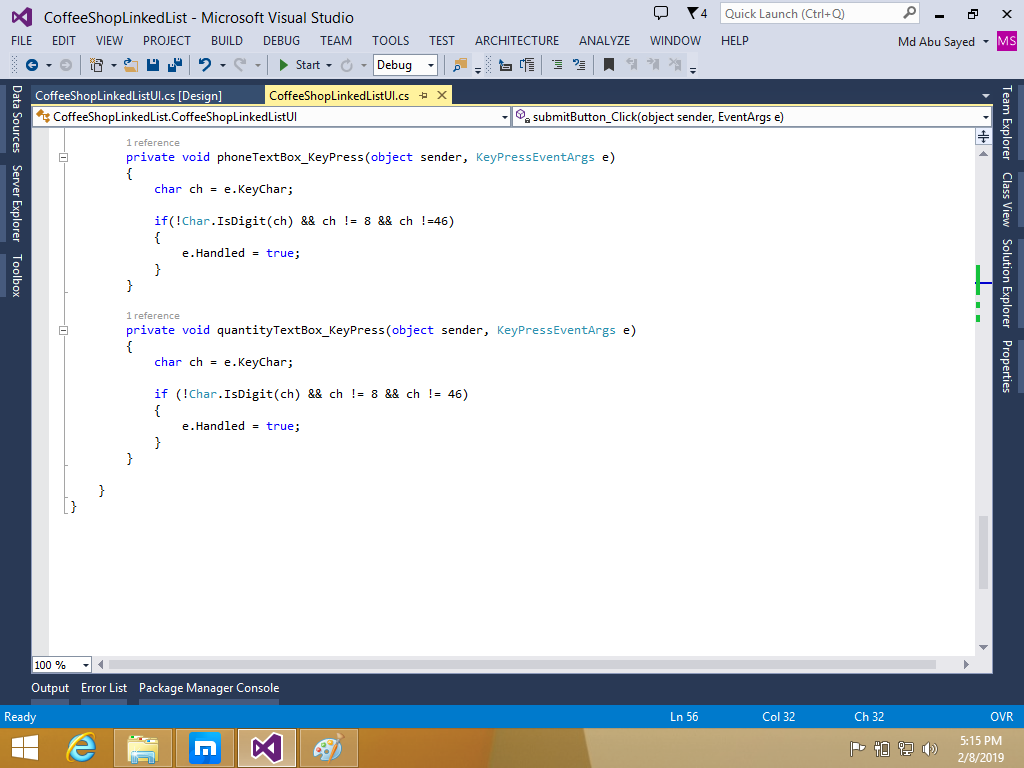 CoffeeShopLinkedList - Microsoft Visual Studio
4
Quick Launch (Ctrl+Q)
FILE EDIT VIEW PROJECT BUILD DEBUG TEAM TOOLS TEST ARCHITECTURE ANALYZE WINDOW HELP
Md Abu Sayed MS
Start Debug
Data Sources
Server Explorer
Toolbox
CoffeeShopLinkedListUI.cs [Design] CoffeeShopLinkedListUI.cs
CoffeeShopLinkedList.CoffeeShopLinkedListUI submitButton_Click(object sender, EventArgs e)
1 reference
private void phoneTextBox_KeyPress(object sender, KeyPressEventArgs e)
{
char ch = e.KeyChar;
if(!Char.IsDigit(ch) && ch != 8 && ch !=46)
{
e.Handled = true;
}
}
1 reference
private void quantityTextBox_KeyPress(object sender, KeyPressEventArgs e)
{
char ch = e.KeyChar;
if (!Char.IsDigit(ch) && ch != 8 && ch != 46)
{
e.Handled = true;
}
}
}
}
Team Explorer
Class View
Solution Explorer
Properties
100 %
Output Error List Package Manager Console
Ready Ln 56 Col 32 Ch 32 OVR
5:15 PM
2/8/2019